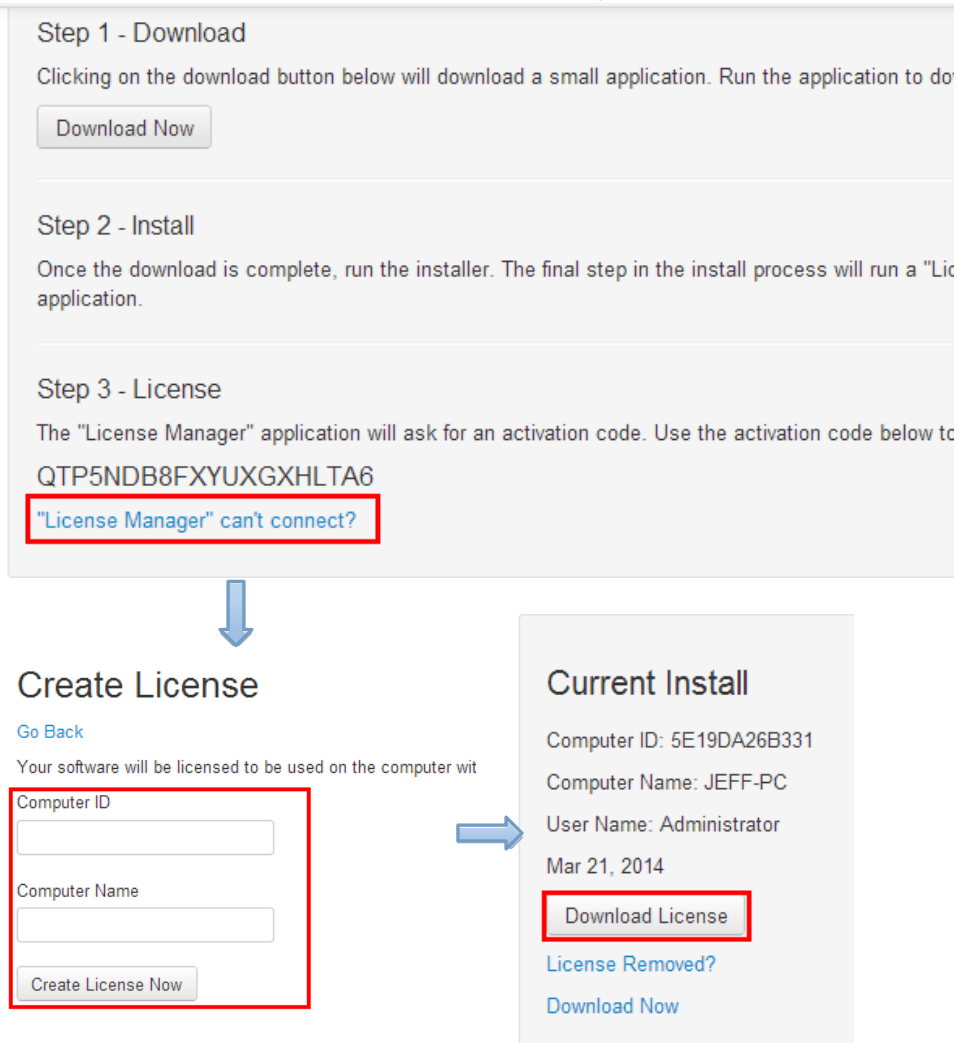 Step 1 - Download
Clicking on the download button below will download a small application. Run the application to
Download Now
Step 2 - Install
Once the download is complete, run the installer. The final step in the install process will run a
application.
Step 3 - License
The "License Manager" application will ask for an activation code. Use the activation code below
QTP5NDB8FXYUXGXHLTA6
"License Manager" can't connect?
Create License
Go Back
Your software will be licensed to be used on the computer
Computer ID
Computer Name
Create License Now
Current Install
Computer ID: 5E19DA26B331
Computer Name: JEFF-PC
User Name: Administrator
Mar 21, 2014
Download License
License Removed?
Download Now